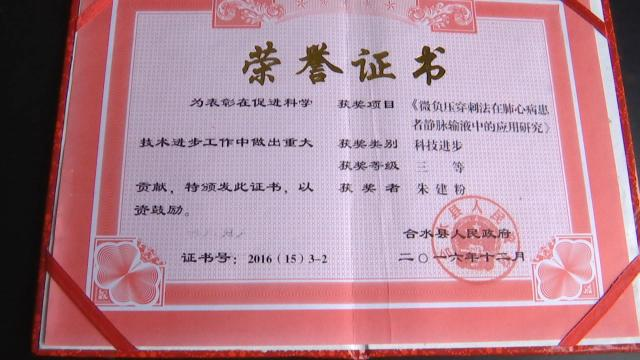 荣誉证书
为表彰在促进科学
技术进步工作中做出重大
贡献，特颁发此证书，以
资鼓励。
证书号：2016（15）3-2
获奖项目 《微负压穿刺法在肺心病患
者静脉输液中的应用研究》
获奖类别 科技进步
获奖等级 三 等
获 奖 者 朱 建 粉
合水县人民政府
二〇一六年十二月